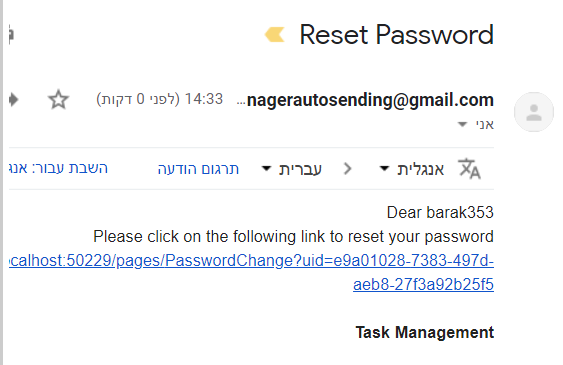 Reset Password
nagerautosending@gmail.com... 14:33 (לפני 0 דקות)
אני
אנגלית עברית תרגום הודעה השבת עבור: אנג
Dear barak353
Please click on the following link to reset your password
ocalhost:50229/pages/PasswordChange?uid=e9a01028-7383-497d-
aeb8-27f3a92b25f5
Task Management